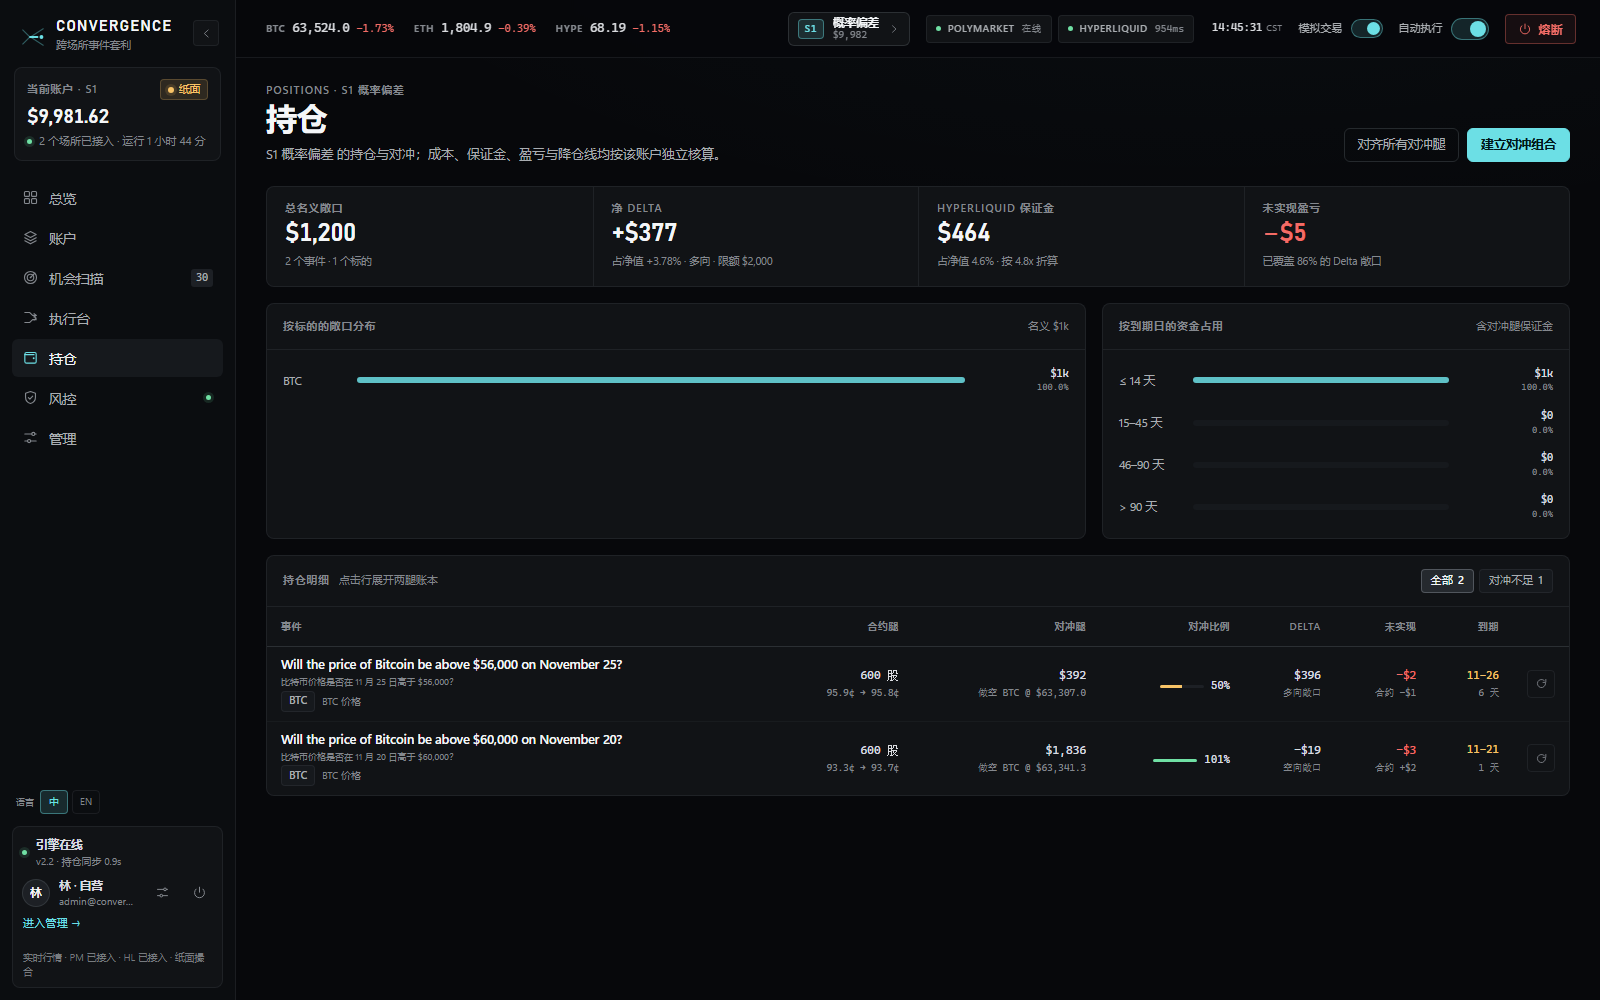 CONVERGENCE
跨场所事件套利
当前账户 · S1
纸面
$9,981.62
2 个场所已接入 · 运行 1 小时 44 分
总览
账户
机会扫描
30
执行台
持仓
风控
管理
语言
中
EN
引擎在线
v2.2 · 持仓同步 0.9s
林
林 · 自营
admin@conver...
进入管理 →
实时行情 · PM 已接入 · HL 已接入 · 纸面撮合
BTC 63,524.0 −1.73%
ETH 1,804.9 −0.39%
HYPE 68.19 −1.15%
S1
概率偏差
$9,982
POLYMARKET 在线
HYPERLIQUID 954ms
14:45:31 CST
模拟交易
自动执行
熔断
POSITIONS · S1 概率偏差
持仓
S1 概率偏差 的持仓与对冲；成本、保证金、盈亏与降仓线均按该账户独立核算。
对齐所有对冲腿
建立对冲组合
总名义敞口
$1,200
2 个事件 · 1 个标的
净 DELTA
+$377
占净值 +3.78% · 多向 · 限额 $2,000
HYPERLIQUID 保证金
$464
占净值 4.6% · 按 4.8x 折算
未实现盈亏
−$5
已覆盖 86% 的 Delta 敞口
按标的的敞口分布
名义 $1k
BTC
$1k
100.0%
按到期日的资金占用
含对冲腿保证金
≤ 14 天
$1k
100.0%
15–45 天
$0
0.0%
46–90 天
$0
0.0%
> 90 天
$0
0.0%
持仓明细 点击行展开两腿账本
全部 2
对冲不足 1
事件 合约腿 对冲腿 对冲比例 DELTA 未实现 到期
Will the price of Bitcoin be above $56,000 on November 25?
比特币价格是否在 11 月 25 日高于 $56,000?
BTC BTC 价格
600 股
95.9¢ → 95.8¢
$392
做空 BTC @ $63,307.0
50%
$396
多向敞口
−$2
合约 −$1
11-26
6 天
Will the price of Bitcoin be above $60,000 on November 20?
比特币价格是否在 11 月 20 日高于 $60,000?
BTC BTC 价格
600 股
93.3¢ → 93.7¢
$1,836
做空 BTC @ $63,341.3
101%
−$19
空向敞口
−$3
合约 +$2
11-21
1 天